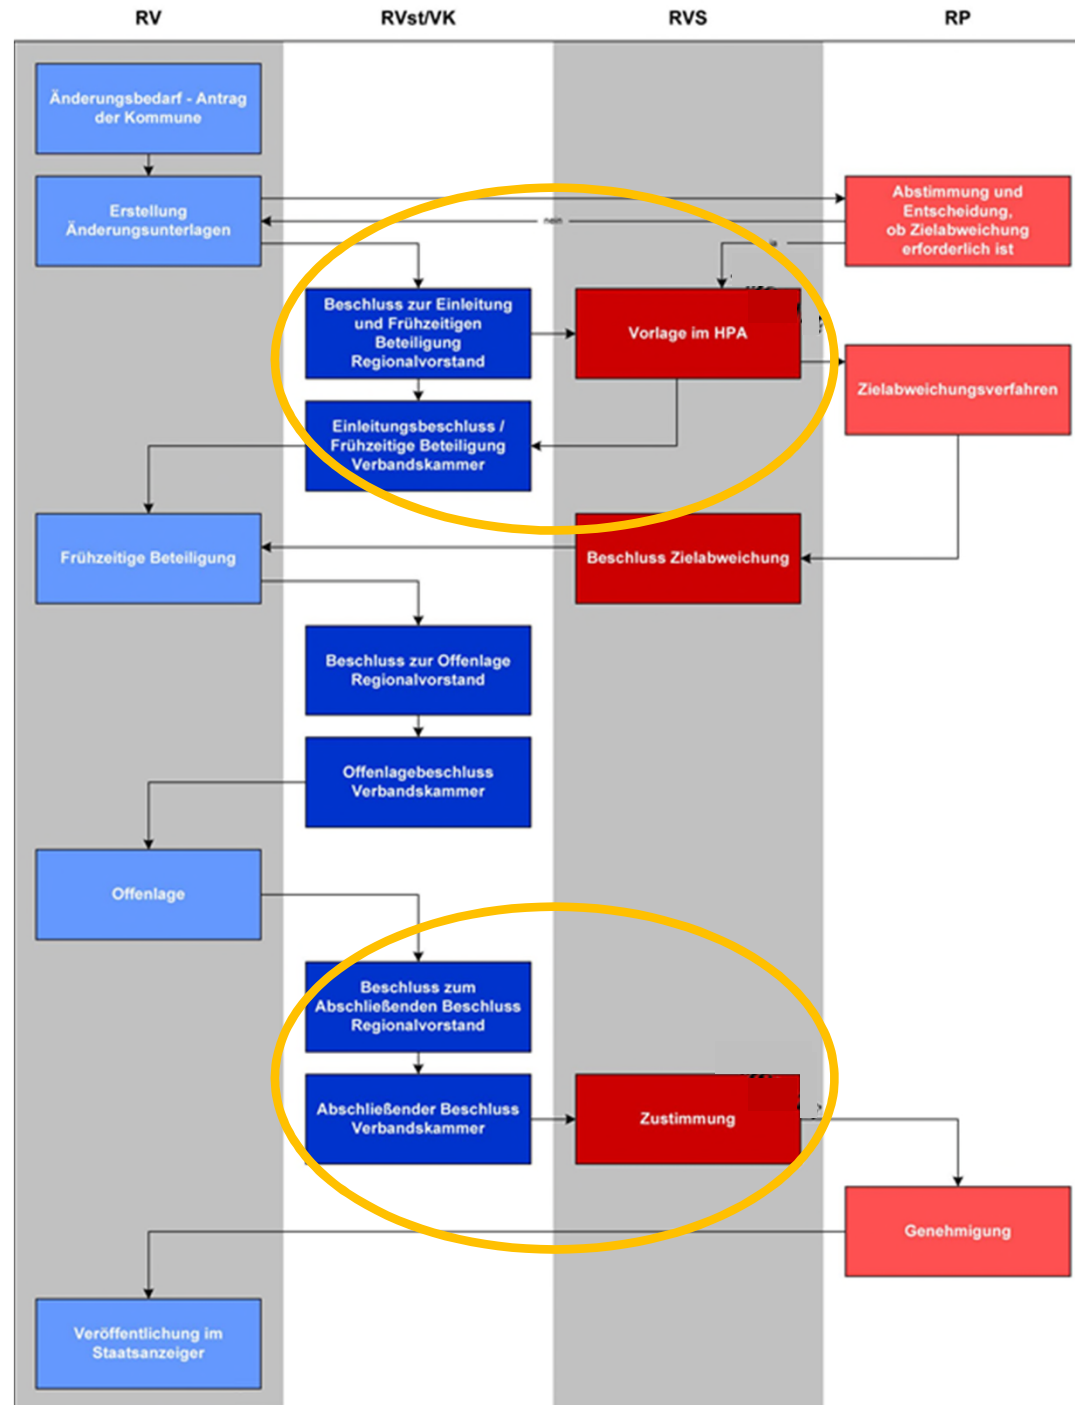 RV
RVst/VK
RVS
RP
Änderungsbedarf - Antrag
der Kommune
Erstellung
Änderungsunterlagen
Abstimmung und
Entscheidung,
ob Zielabweichung
erforderlich ist
nein
ja
Beschluss zur Einleitung
und Frühzeitigen
Beteiligung
Regionalvorstand
Vorlage im HPA
Zielabweichungsverfahren
Einleitungsbeschluss /
Frühzeitige Beteiligung
Verbandskammer
Frühzeitige Beteiligung
Beschluss Zielabweichung
Beschluss zur Offenlage
Regionalvorstand
Offenlagebeschluss
Verbandskammer
Offenlage
Beschluss zum
Abschließenden Beschluss
Regionalvorstand
Abschließender Beschluss
Verbandskammer
Zustimmung
Genehmigung
Veröffentlichung im
Staatsanzeiger